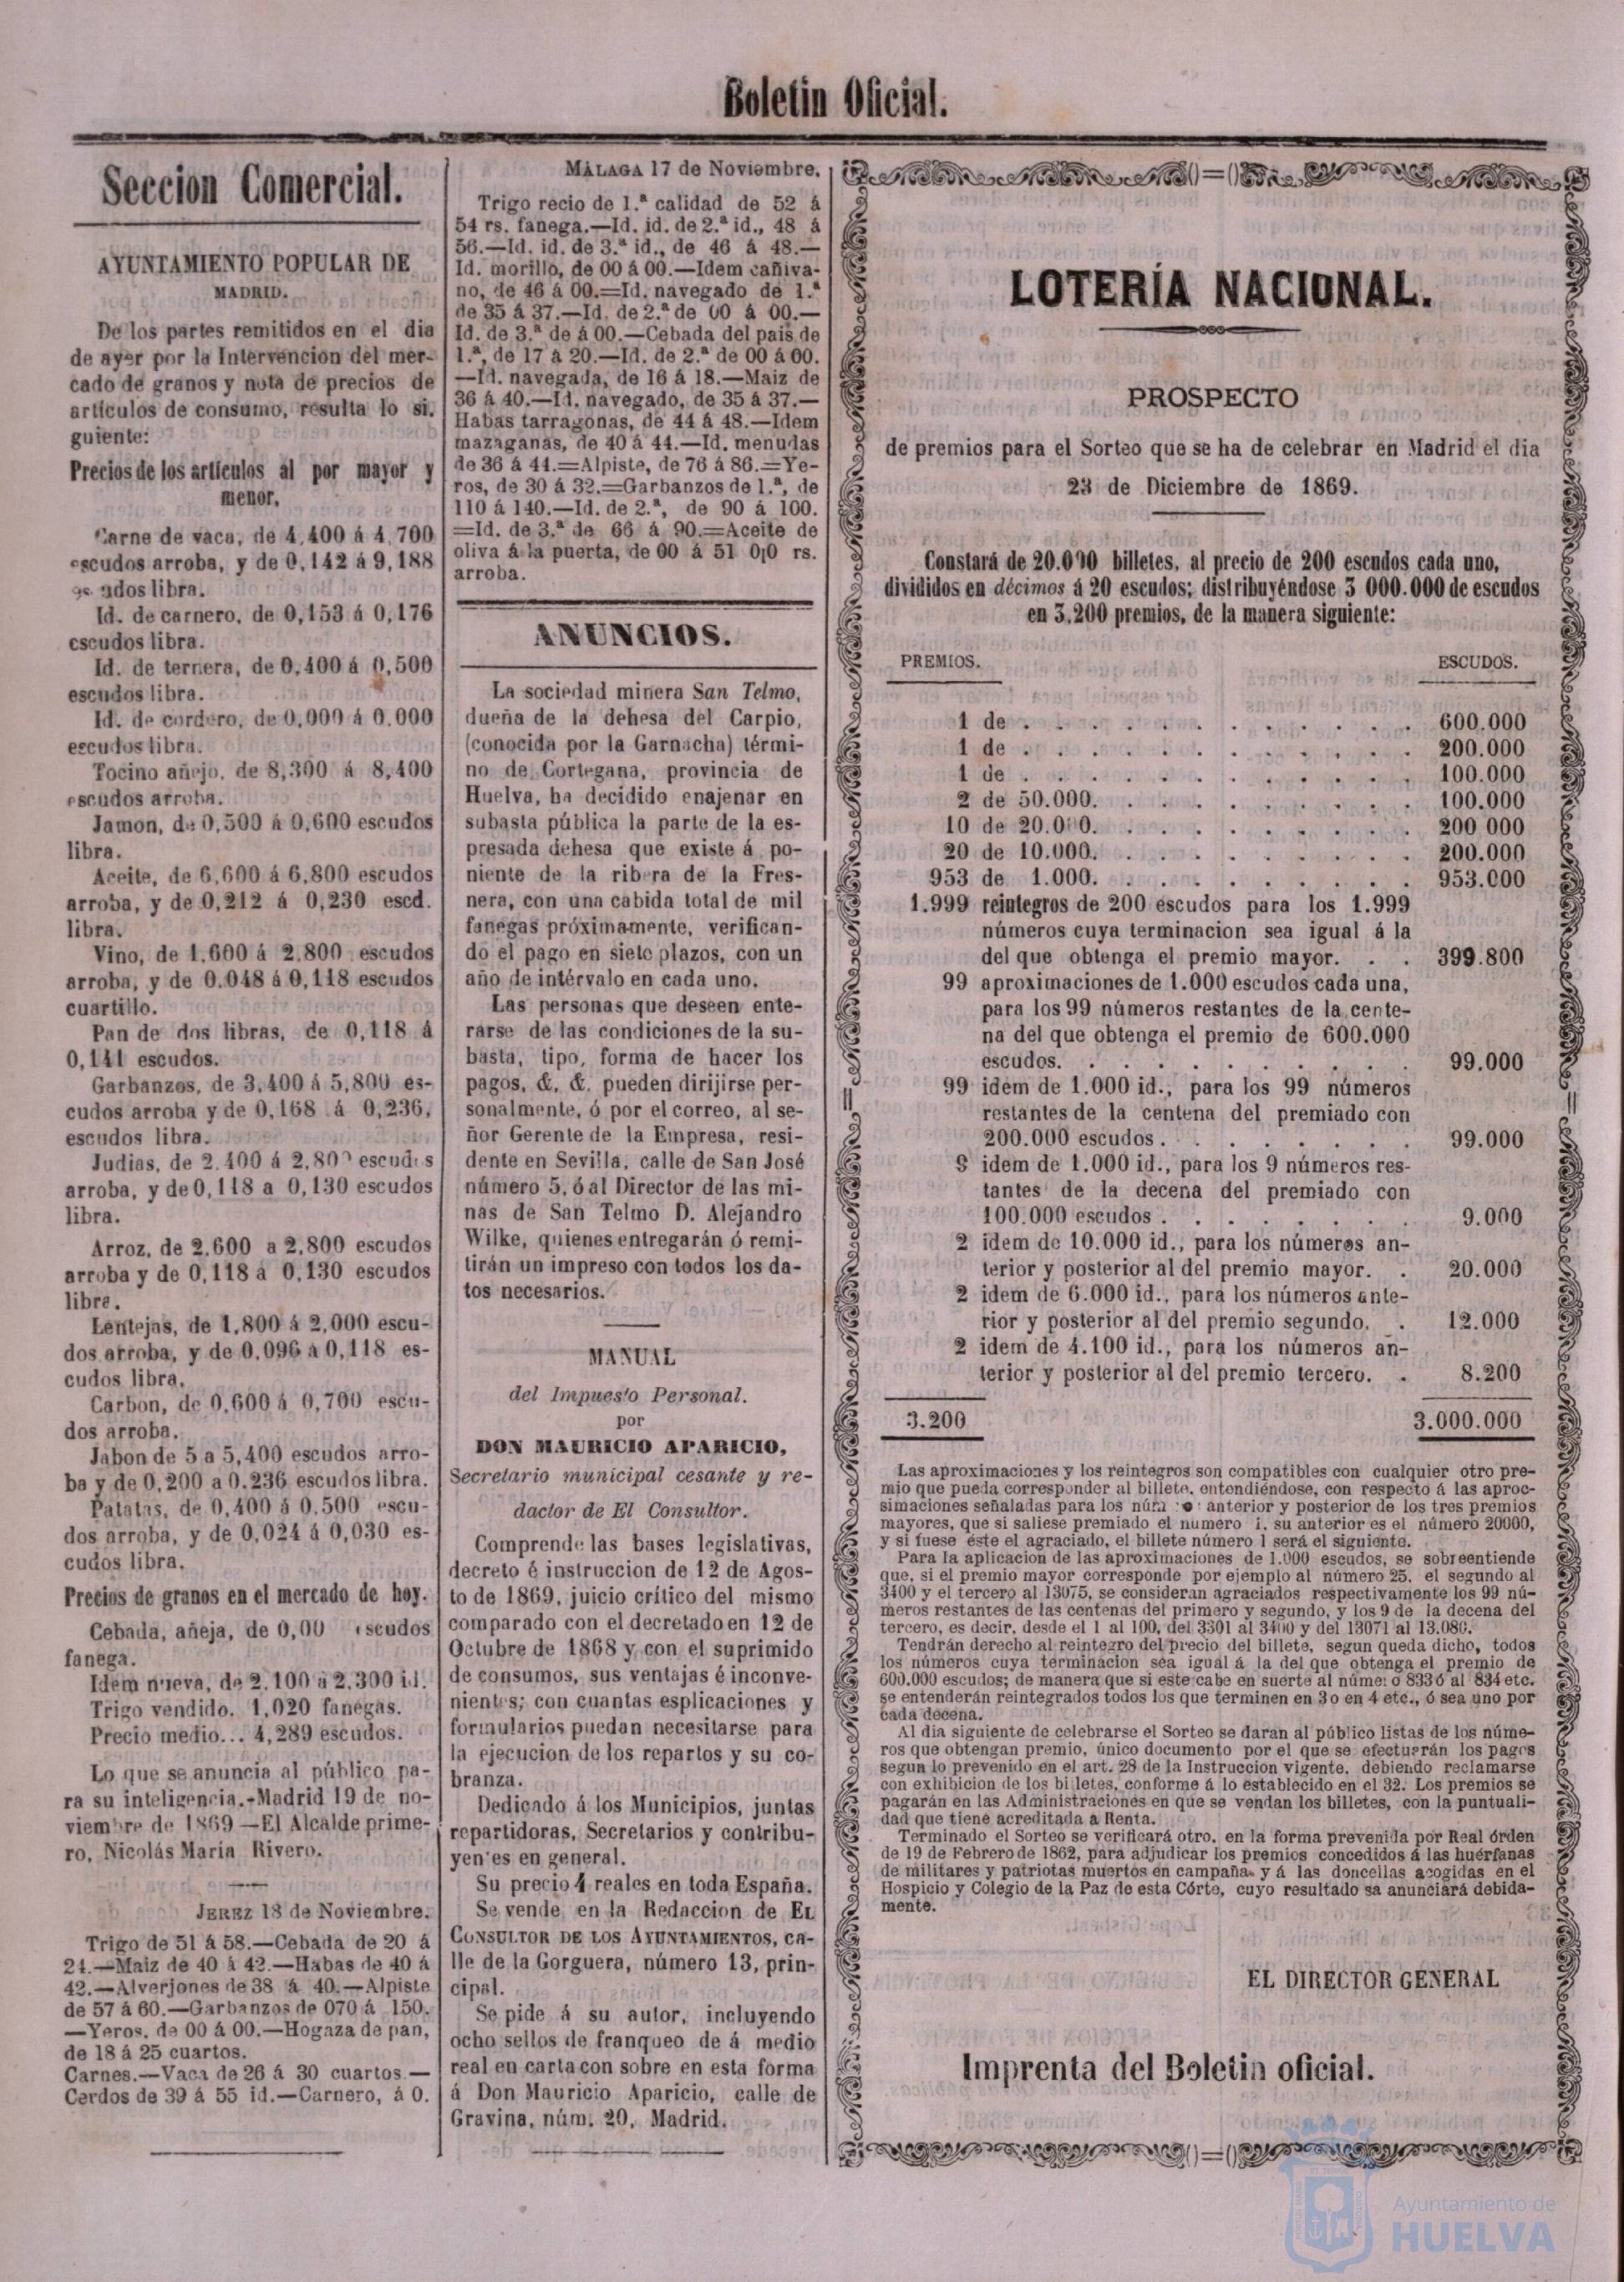 Boletin Oficial.
Seccion Comercial.
AYUNTAMIENTO POPULAR DE
MADRID.
De los partes remitidos en el dia
de ayer por la Intervencion del mer-
cado de granos y nota de precios de
artículos de consumo, resulta lo si.
guiente:
Precios de los artículos al por mayor y
menor.
Carne de vaca, de 4,400 á 4,700
escudos arroba, y de 0,142 á 9,188
ados libra.
Id. de carnero, de 0,153 á 0,176
escudos libra.
Id. de ternera, de 0,400 á 0,500
escudos libra.
Id. de cordero, de 0,000 á 0.000
escudos libra.
Tocino añejo, de 8,300 á 8,400
escudos arroba.
Jamon, de 0,500 á 0,600 escudos
libra.
Aceite, de 6,600 á 6,800 escudos
arroba, y de 0,212 á 0,230 escd.
libra.
Vino, de 1,600 á 2.800 escudos
arroba, y de 0.048 á 0,118 escudos
cuartillo.
Pan de dos libras, de 0,118 á
0,141 escudos.
Garbanzos, de 3,400 á 5,800 es-
cudos arroba y de 0,168 á 0,236,
escudos libra.
Judias, de 2.400 á 2,800 escudos
arroba, y de 0,118 a 0,130 escudos
libra.
Arroz, de 2.600 a 2,800 escudos
arroba y de 0,118 a 0,130 escudos
libra.
Lentejas, de 1,800 á 2,000 escu-
dos arroba, y de 0,096 a 0,118 es-
cudos libra.
Carbon, de 0,600 á 0,700 escu-
dos arroba.
Jabon de 5 a 5,400 escudos arro-
ba y de 0,200 a 0.236 escudos libra.
Patatas, de 0,400 á 0,500 escu-
dos arroba, y de 0,024 á 0,030 es-
cudos libra.
Precios de granos en el mercado de hoy.
Cebada, añeja, de 0,00 escudos
fanega.
Idem nueva, de 2,100 a 2,300 id.
Trigo vendido. 1,020 fanegas.
Precio medio... 4,289 escudos.
Lo que se anuncia al público pa-
ra su inteligencia.-Madrid 19 de no-
viembre de 1869—El Alcalde prime-
ro, Nicolás María Rivero.
JEREZ 18 de Noviembre.
Trigo de 51 á 58.—Cebada de 20 á
24.—Maiz de 40 á 42.—Habas de 40 á
42.—Alverjones de 38 á 40.—Alpiste
de 57 á 60.—Garbanzos de 070 á 150.
—Yeros, de 00 á 00.—Hogaza de pan,
de 18 á 25 cuartos.
Carnes.—Vaca de 26 á 30 cuartos.—
Cerdos de 39 á 55 id.—Carnero, á 0.
MÁLAGA 17 de Noviembre.
Trigo recio de 1.ª calidad de 52 á
54 rs. fanega.—Id. id. de 2.ª id., 48 á
56.—Id. id. de 3.ª id., de 46 á 48.—
Id. morillo, de 00 á 00.—Idem cañiva-
no, de 46 á 00.=Id. navegado de 1.ª
de 35 á 37.—Id. de 2.ª de 00 á 00.—
Id. de 3.ª de á 00.—Cebada del pais de
1.ª, de 17 á 20.—Id. de 2.ª de 00 á 00.
—Id. navegada, de 16 á 18.—Maiz de
36 á 40.—Id. navegado, de 35 á 37.—
Habas tarragonas, de 44 á 48.—Idem
mazaganas, de 40 á 44.—Id, menudas
de 36 á 41.=Alpiste, de 76 á 86.=Ye-
ros, de 30 á 32.=Garbanzos de 1.ª, de
110 á 140.—Id. de 2.ª, de 90 á 100.
=Id. de 3.ª de 66 á 90.=Aceite de
oliva á la puerta, de 00 á 51 0¡0 rs.
arroba.
ANUNCIOS.
La sociedad minera San Telmo,
dueña de la dehesa del Carpio,
(conocida por la Garnacha) térmi-
no de Cortegana, provincia de
Huelva, ha decidido enajenar en
subasta pública la parte de la es-
presada dehesa que existe á po-
niente de la ribera de la Fres-
nera, con una cabida total de mil
fanegas próximamente, verifican-
do el pago en siete plazos, con un
año de intérvalo en cada uno.
Las personas que deseen ente-
rarse de las condiciones de la su-
basta, tipo, forma de hacer los
pagos, &. &. pueden dirijirse per-
sonalmente, ó por el correo, al se-
ñor Gerente de la Empresa, resi-
dente en Sevilla, calle de San José
número 5, ó al Director de las mi-
nas de San Telmo D. Alejandro
Wilke, quienes entregarán ó remi-
tirán un impreso con todos los da-
tos necesarios.
MANUAL
del Impuesto Personal.
por
DON MAURICIO APARICIO,
Secretario municipal cesante y re-
dactor de El Consultor.
Comprende las bases legislativas,
decreto é instruccion de 12 de Agos-
to de 1869, juicio crítico del mismo
comparado con el decretado en 12 de
Octubre de 1868 y con el suprimido
de consumos, sus ventajas é inconve-
nientes; con cuantas esplicaciones y
formularios puedan necesitarse para
la ejecucion de los repartos y su co-
branza.
Dedicado á los Municipios, juntas
repartidoras, Secretarios y contribu-
yentes en general.
Su precio 4 reales en toda España.
Se vende en la Redaccion de EL
CONSULTOR DE LOS AYUNTAMIENTOS, ca-
lle de la Gorguera, número 13, prin-
cipal.
Se pide á su autor, incluyendo
ocho sellos de franqueo de á medio
real en carta con sobre en esta forma
á Don Mauricio Aparicio, calle de
Gravina, núm. 20, Madrid.
LOTERÍA NACIONAL.
PROSPECTO
de premios para el Sorteo que se ha de celebrar en Madrid el dia
23 de Diciembre de 1869.
Constará de 20.000 billetes, al precio de 200 escudos cada uno,
divididos en décimos á 20 escudos; distribuyéndose 3 000.000 de escudos
en 3.200 premios, de la manera siguiente:
PREMIOS. ESCUDOS.
1 de . . . . . . . . . . . . 600.000
1 de . . . . . . . . . . . . 200.000
1 de . . . . . . . . . . . . 100.000
2 de 50.000. . . . . . . . . 100.000
10 de 20.000. . . . . . . . . 200 000
20 de 10.000. . . . . . . . . 200.000
953 de 1.000. . . . . . . . . 953.000
1.999 reintegros de 200 escudos para los 1.999
números cuya terminacion sea igual á la
del que obtenga el premio mayor. . . 399.800
99 aproximaciones de 1.000 escudos cada una,
para los 99 números restantes de la cente-
na del que obtenga el premio de 600.000
escudos. . . . . . . . . 99.000
99 idem de 1.000 id., para los 99 números
restantes de la centena del premiado con
200.000 escudos . . . . . . . 99.000
9 idem de 1.000 id., para los 9 números res-
tantes de la decena del premiado con
100.000 escudos . . . . . . . 9.000
2 idem de 10.000 id., para los números an-
terior y posterior al del premio mayor. . 20.000
2 idem de 6.000 id., para los números ante-
rior y posterior al del premio segundo. . 12.000
2 idem de 4.100 id., para los números an-
terior y posterior al del premio tercero. . 8.200
3.200 3.000.000
Las aproximaciones y los reintegros son compatibles con cualquier otro pre-
mio que pueda corresponder al billete, entendiéndose, con respecto á las aproc-
simaciones señaladas para los anterior y posterior de los tres premios
mayores, que si saliese premiado el numero 1, su anterior es el número 20000,
y si fuese éste el agraciado, el billete número 1 será el siguiente.
Para la aplicacion de las aproximaciones de 1.000 escudos, se sobreentiende
que, si el premio mayor corresponde por ejemplo al número 25, el segundo al
3400 y el tercero al 13075, se consideran agraciados respectivamente los 99 nú-
meros restantes de las centenas del primero y segundo, y los 9 de la decena del
tercero, es decir, desde el 1 al 100, del 3301 al 3400 y del 13071 al 13.080.
Tendrán derecho al reintegro del precio del billete, segun queda dicho, todos
los números cuya terminacion sea igual á la del que obtenga el premio de
600.000 escudos; de manera que si este cabe en suerte al número 833 ó al 834 etc.
se entenderán reintegrados todos los que terminen en 3 o en 4 etc., ó sea uno por
cada decena.
Al dia siguiente de celebrarse el Sorteo se daran al público listas de los núme-
ros que obtengan premio, único documento por el que se efectuarán los pagos
segun lo prevenido en el art. 28 de la Instruccion vigente, debiendo reclamarse
con exhibicion de los billetes, conforme á lo establecido en el 32. Los premios se
pagarán en las Administraciones en que se vendan los billetes, con la puntuali-
dad que tiene acreditada a Renta.
Terminado el Sorteo se verificará otro, en la forma prevenida por Real órden
de 19 de Febrero de 1862, para adjudicar los premios concedidos á las huérfanas
de militares y patriotas muertos en campaña, y á las doncellas acogidas en el
Hospicio y Colegio de la Paz de esta Córte, cuyo resultado sa anunciará debida-
mente.
EL DIRECTOR GENERAL
Imprenta del Boletin oficial.
Ayuntamiento de
HUELVA